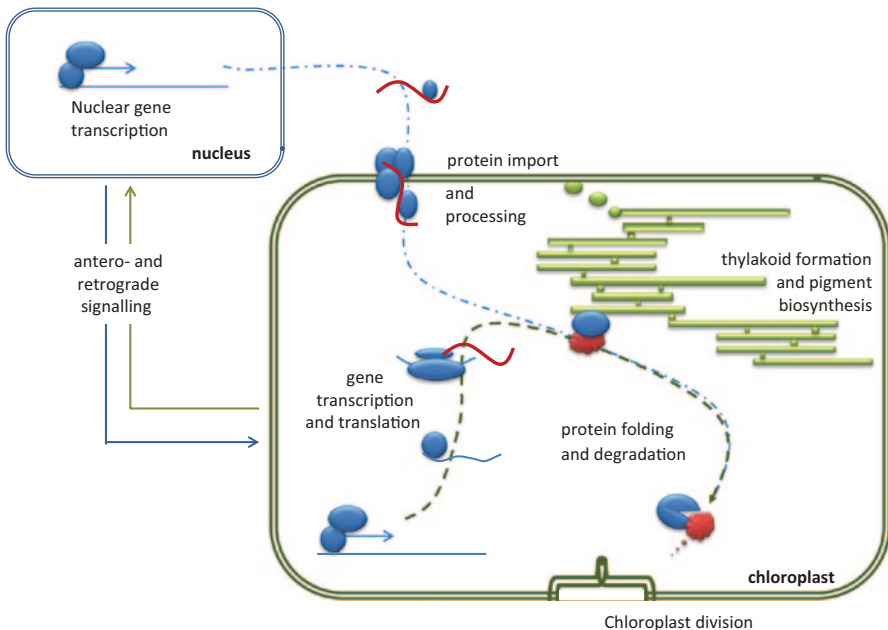 Nuclear gene
transcription
nucleus
protein import
and
processing
antero- and
retrograde
signalling
thylakoid formation
and pigment
biosynthesis
gene
transcription
and translation
protein folding
and degradation
chloroplast
Chloroplast division